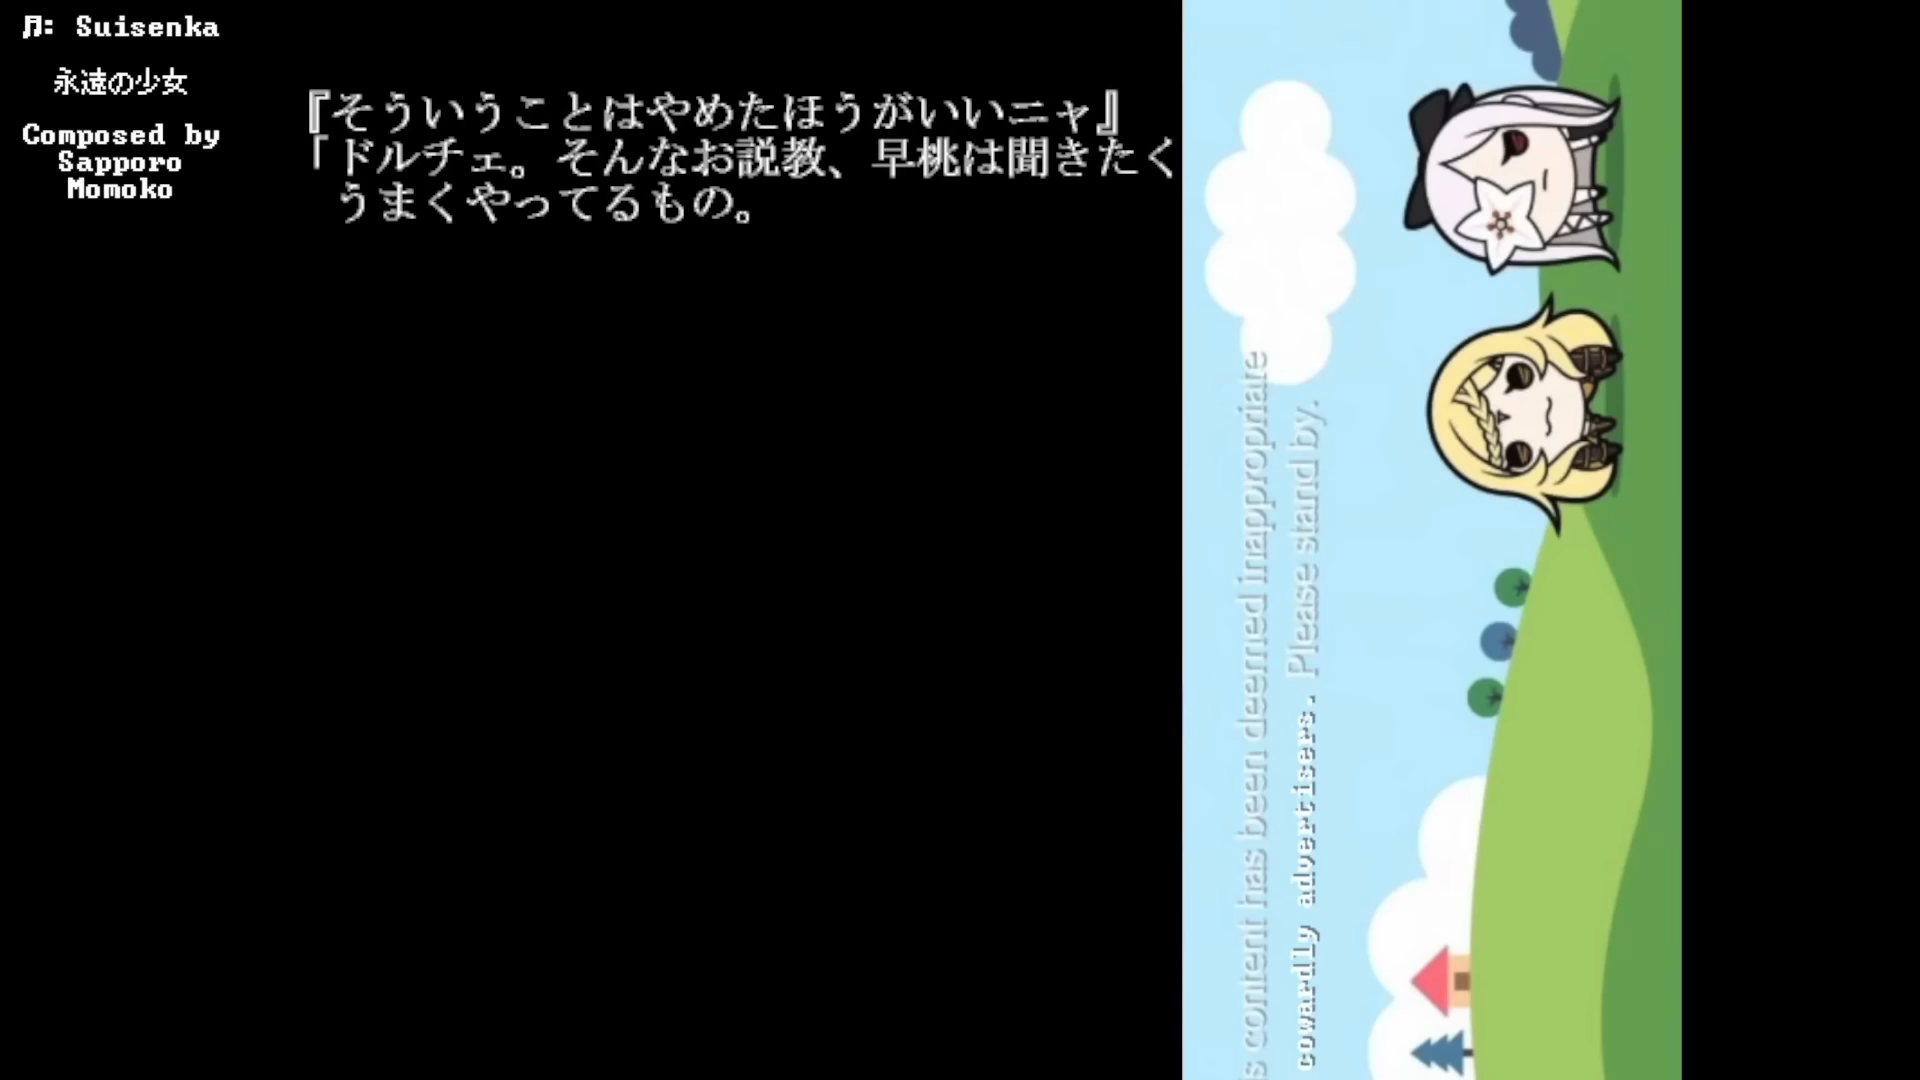 ♬: Suisenka
永遠の少女
Composed by
Sapporo
Momoko
『そういうことはやめたほうがいいニャ』
「ドルチェ。そんなお説教、早桃は聞きたく
うまくやってるもの。
s content has been deemed inappropriate
cowardly advertisers. Please stand by.